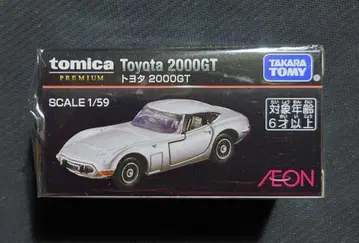 tomica
PREMIUM
Toyota 2000GT
トヨタ 2000GT
TAKARA
TOMY
SCALE 1/59
対象年齢
6才以上
ÆON